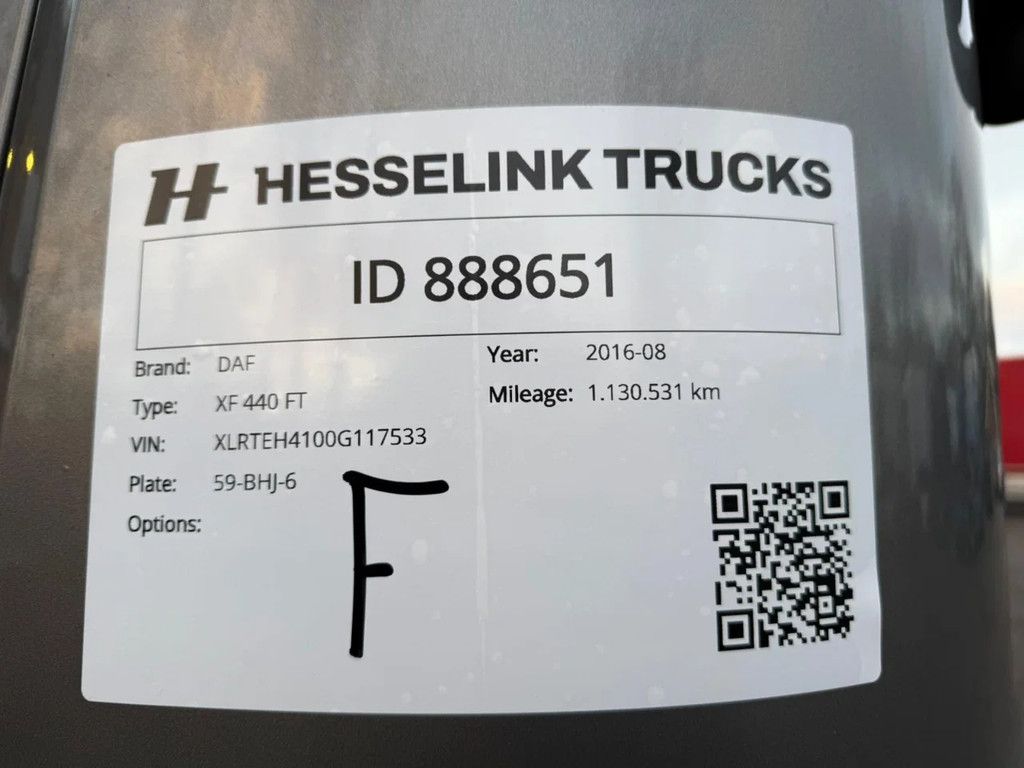 H HESSELINK TRUCKS
ID 888651
Brand: DAF
Type: XF 440 FT
VIN: XLRTEH4100G117533
Plate: 59-BHJ-6
Options:
Year: 2016-08
Mileage: 1.130.531 km
F